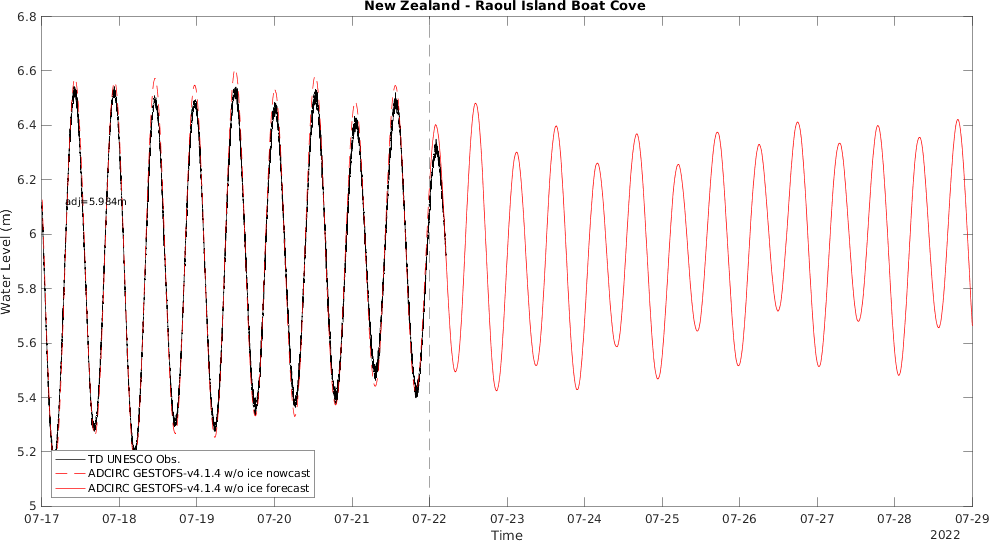 New Zealand - Raoul Island Boat Cove
6.8
6.6
6.4
6.2
6
5.8
5.6
5.4
5.2
5
Water Level (m)
adj=5.984m
TD UNESCO Obs.
ADCIRC GESTOFS-v4.1.4 w/o ice nowcast
ADCIRC GESTOFS-v4.1.4 w/o ice forecast
07-17 07-18 07-19 07-20 07-21 07-22 07-23 07-24 07-25 07-26 07-27 07-28 07-29
Time
2022